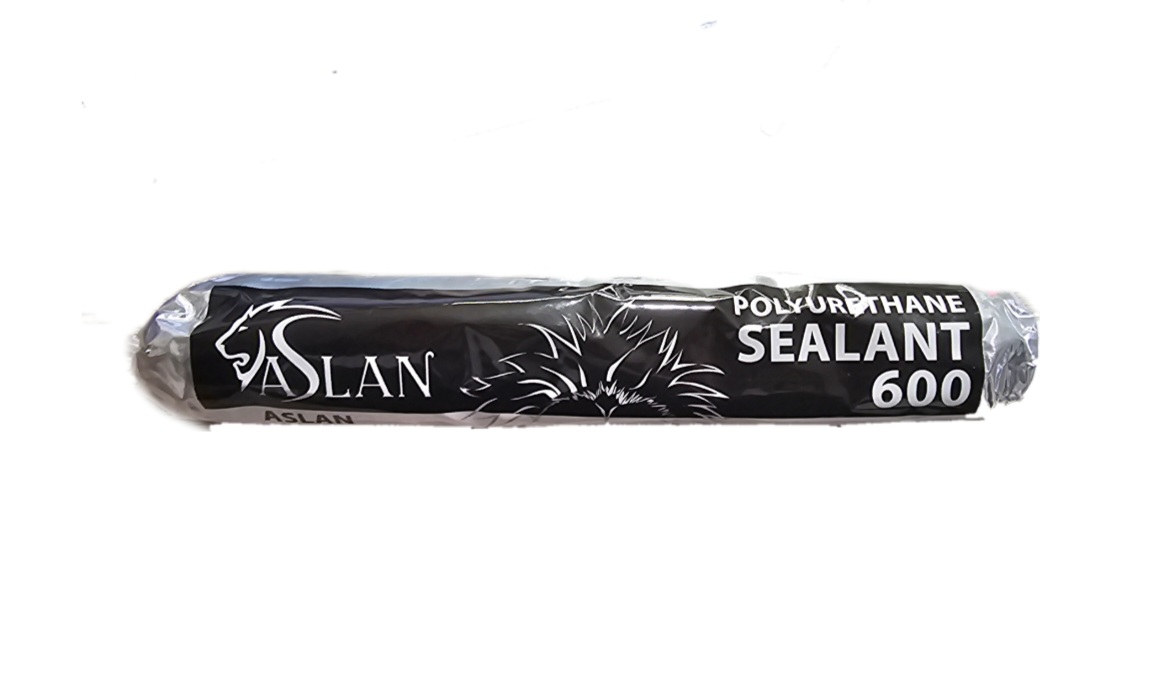 ASLAN
POLYURETHANE
SEALANT
600
ASLAN